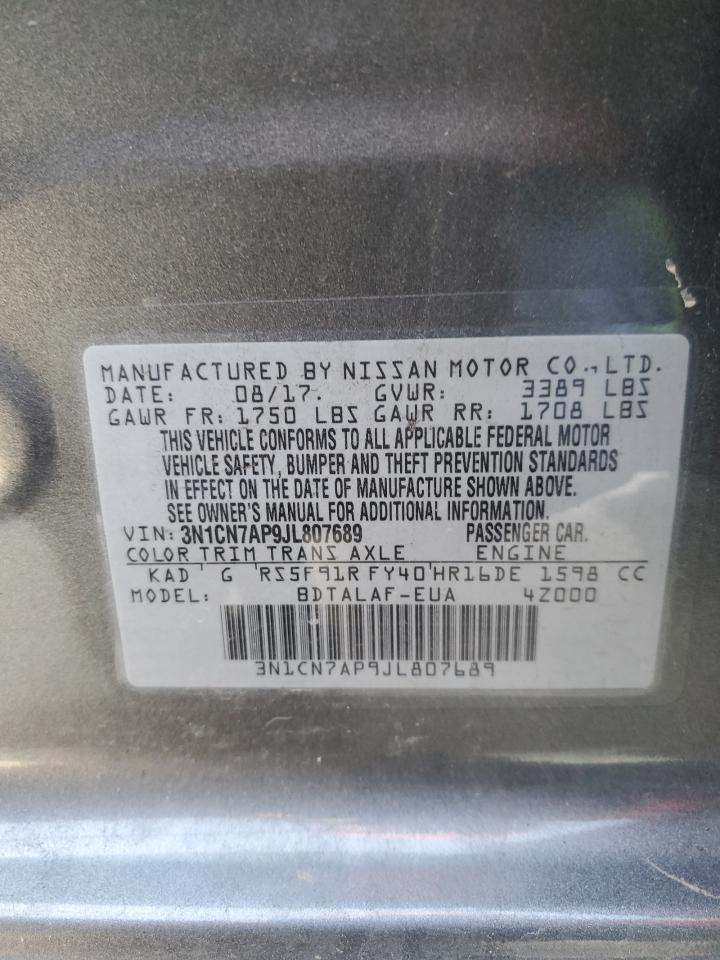 MANUFACTURED BY NISSAN MOTOR CO., LTD.
DATE: 08/17. GVWR: 3389 LBS
GAWR FR: 1750 LBS GAWR RR: 1708 LBS
THIS VEHICLE CONFORMS TO ALL APPLICABLE FEDERAL MOTOR
VEHICLE SAFETY, BUMPER AND THEFT PREVENTION STANDARDS
IN EFFECT ON THE DATE OF MANUFACTURE SHOWN ABOVE.
SEE OWNER'S MANUAL FOR ADDITIONAL INFORMATION.
VIN: 3N1CN7AP9JL807689 PASSENGER CAR.
COLOR TRIM TRANS AXLE ENGINE
KAD ' G ' RS5F91R FY40 ' HR16DE 1598 CC
MODEL: BDTALAF-EUA 4Z000
3N1CN7AP9JL807689